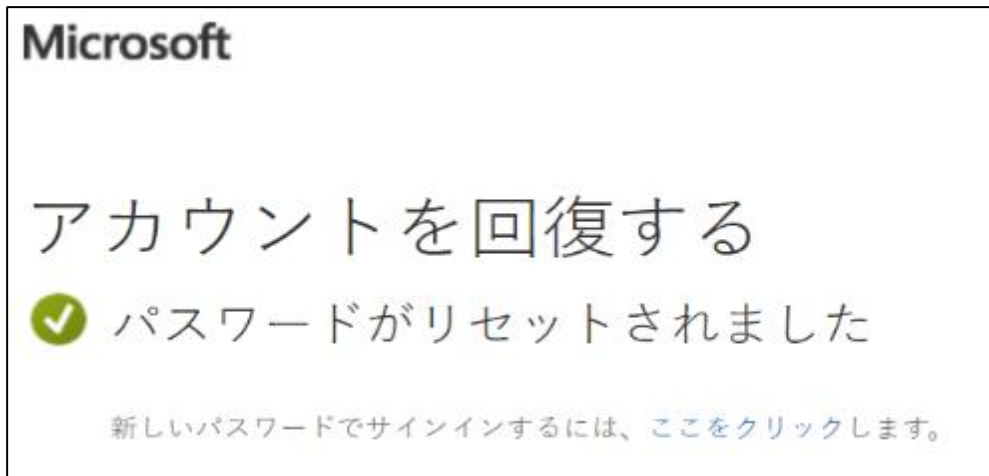 Microsoft
アカウントを回復する
パスワードがリセットされました
新しいパスワードでサインインするには、ここをクリックします。